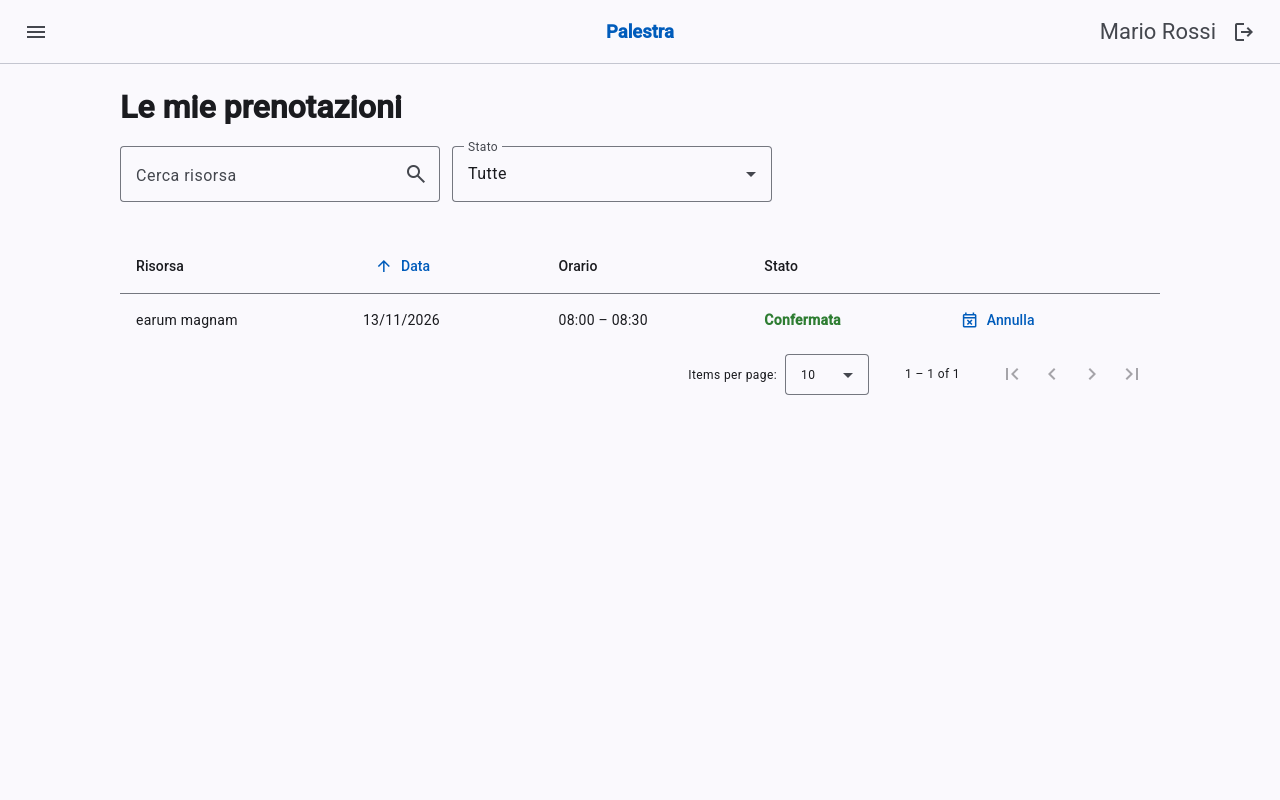 Palestra
Mario Rossi
Le mie prenotazioni
Cerca risorsa
Stato
Tutte
Risorsa Data Orario Stato
earum magnam 13/11/2026 08:00 – 08:30 Confermata Annulla
Items per page: 10 1 – 1 of 1